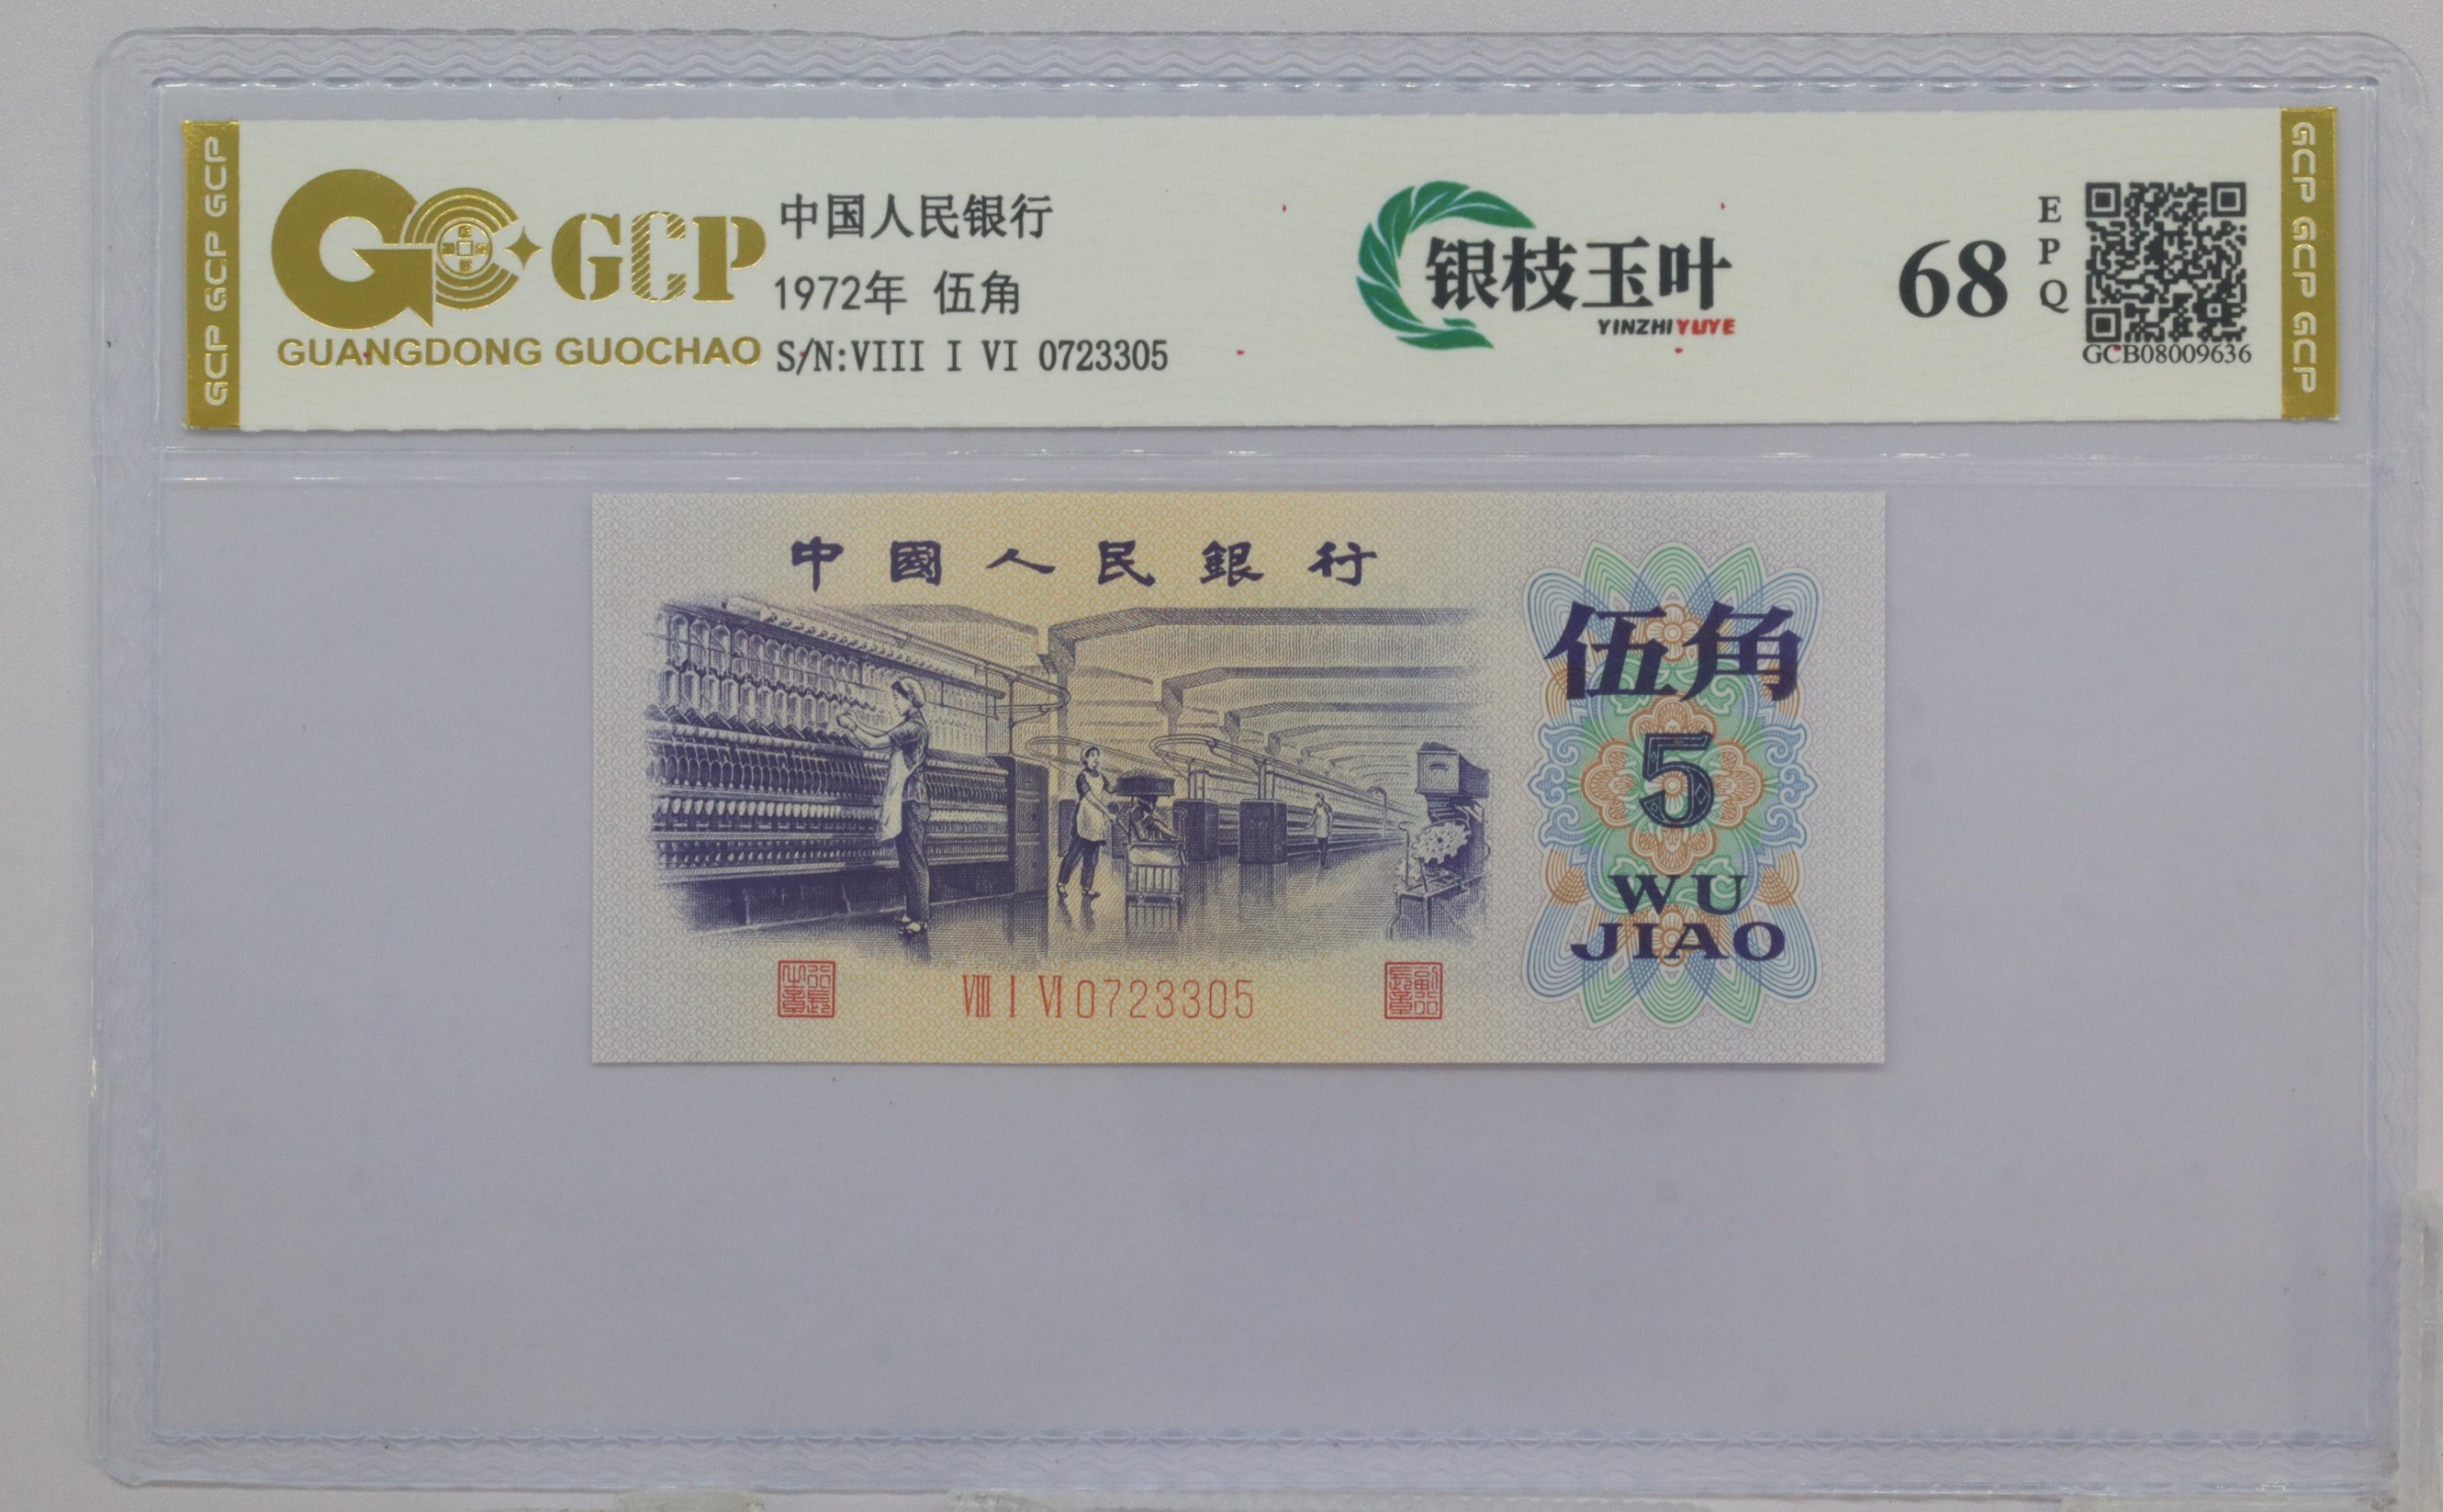 GCP GCP GCP
GCP
GUANGDONG GUOCHAO
中国人民银行
1972年 伍角
S/N:VIII I VI 0723305
银枝玉叶
YINZHIYUYE
68
EPQ
GCB08009636
GCP GCP GCP
中國人民銀行
伍角
5
WU
JIAO
VIII I VI 0723305